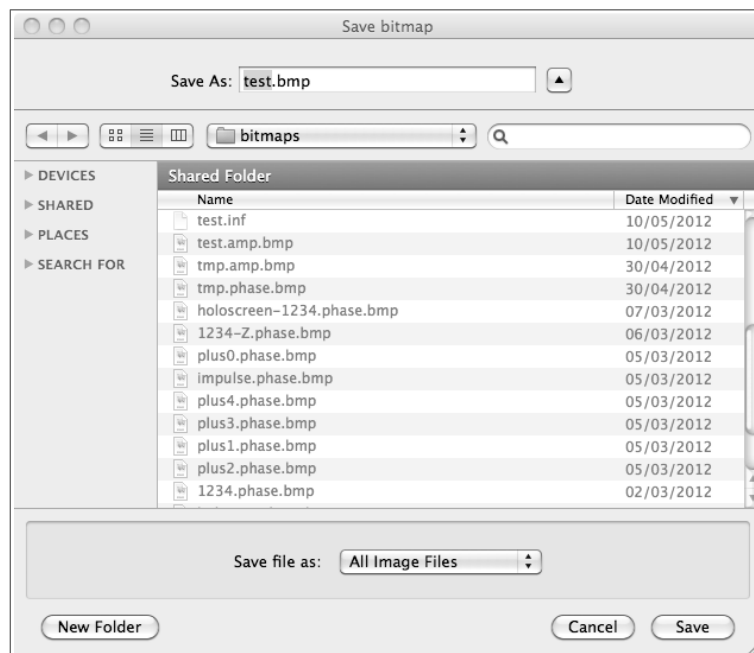 Save bitmap
Save As: test.bmp
bitmaps
DEVICES
SHARED
PLACES
SEARCH FOR
Shared Folder
Name Date Modified
test.inf 10/05/2012
test.amp.bmp 10/05/2012
tmp.amp.bmp 30/04/2012
tmp.phase.bmp 30/04/2012
holoscreen-1234.phase.bmp 07/03/2012
1234-Z.phase.bmp 06/03/2012
plus0.phase.bmp 05/03/2012
impulse.phase.bmp 05/03/2012
plus4.phase.bmp 05/03/2012
plus3.phase.bmp 05/03/2012
plus1.phase.bmp 05/03/2012
plus2.phase.bmp 05/03/2012
1234.phase.bmp 02/03/2012
Save file as: All Image Files
New Folder Cancel Save